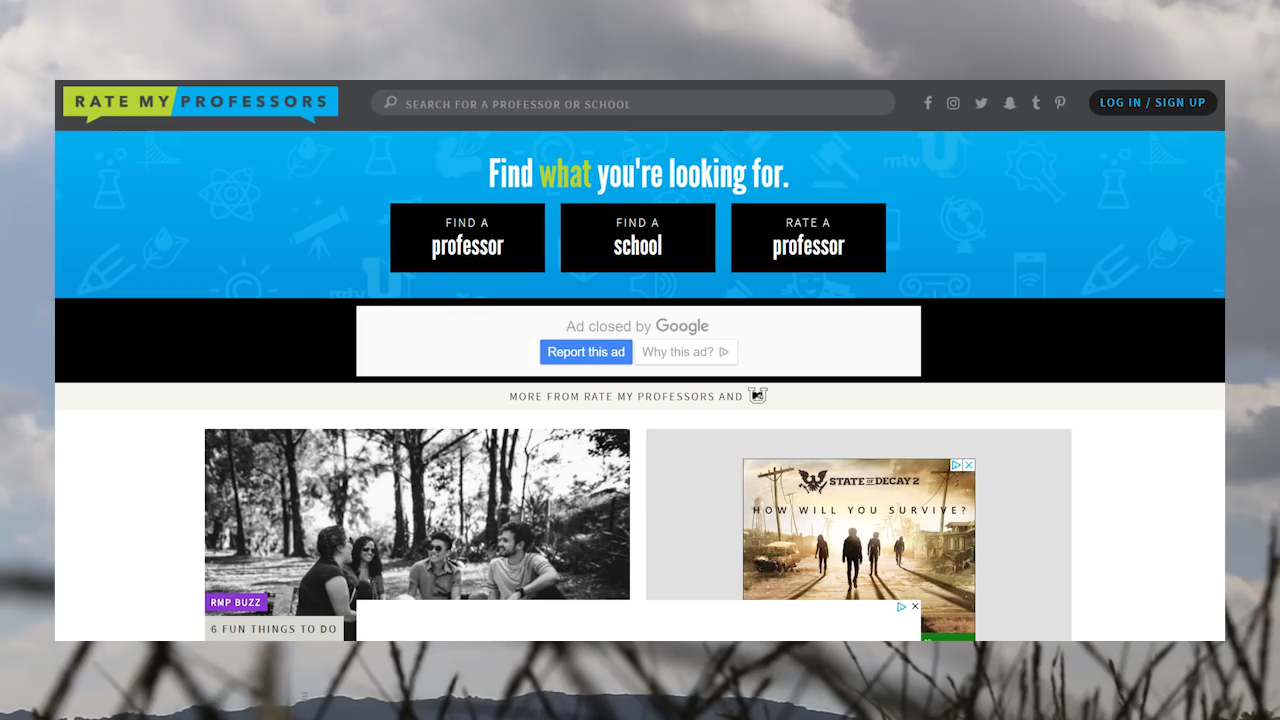 RATE MY PROFESSORS
SEARCH FOR A PROFESSOR OR SCHOOL
LOG IN / SIGN UP
Find what you're looking for.
FIND A
professor
FIND A
school
RATE A
professor
mtv U
mtv U
Ad closed by Google
Report this ad
Why this ad?
MORE FROM RATE MY PROFESSORS AND
STATE OF DECAY 2
HOW WILL YOU SURVIVE?
RMP BUZZ
6 FUN THINGS TO DO